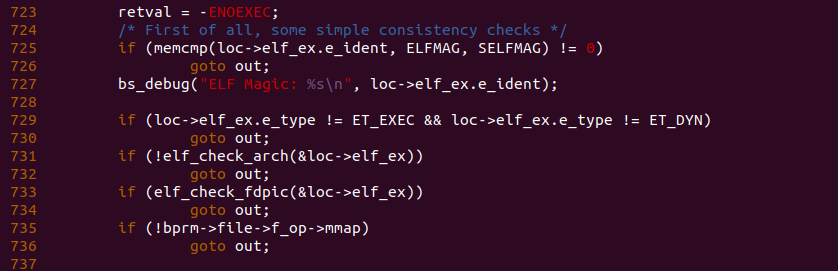 723 retval = -ENOEXEC;
724 /* First of all, some simple consistency checks */
725 if (memcmp(loc->elf_ex.e_ident, ELFMAG, SELFMAG) != 0)
726 goto out;
727 bs_debug("ELF Magic: %s\n", loc->elf_ex.e_ident);
728
729 if (loc->elf_ex.e_type != ET_EXEC && loc->elf_ex.e_type != ET_DYN)
730 goto out;
731 if (!elf_check_arch(&loc->elf_ex))
732 goto out;
733 if (elf_check_fdpic(&loc->elf_ex))
734 goto out;
735 if (!bprm->file->f_op->mmap)
736 goto out;
737